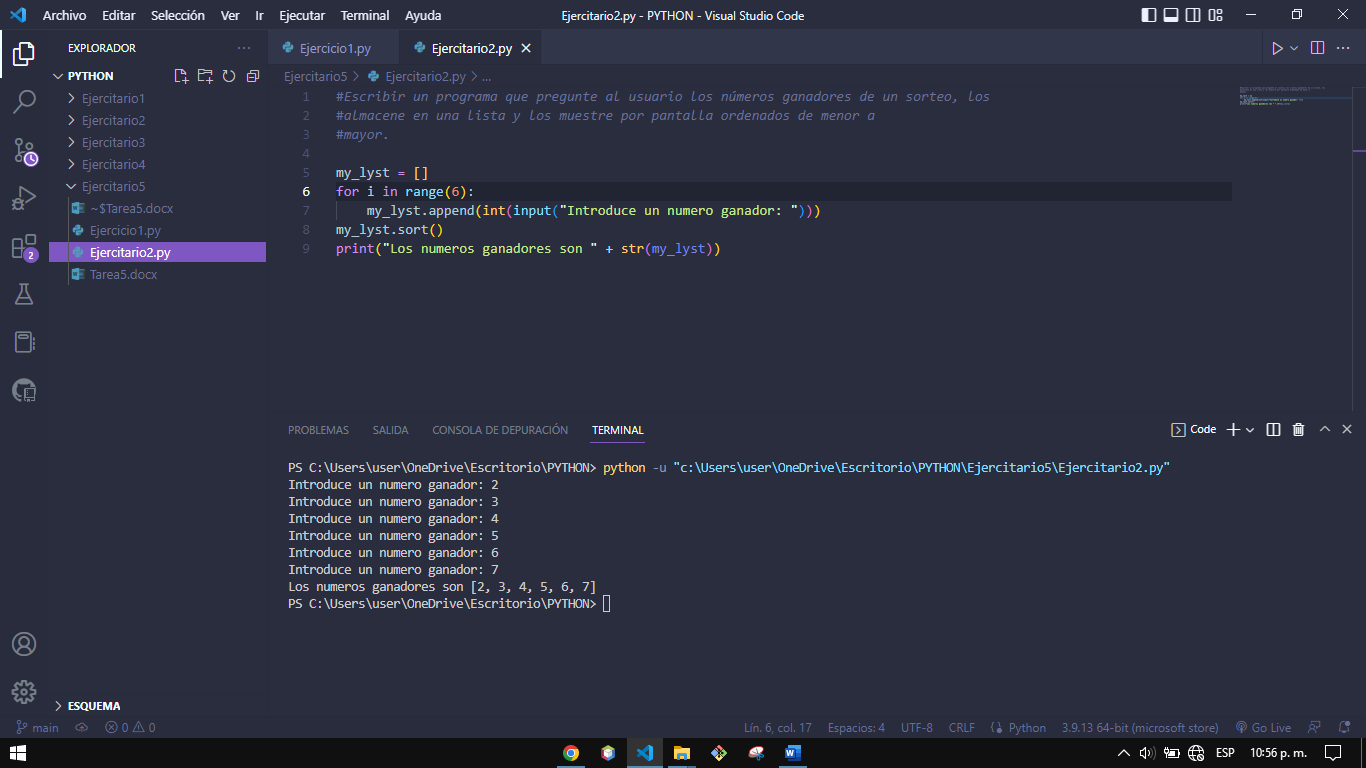 Archivo Editar Selección Ver Ir Ejecutar Terminal Ayuda
Ejercitario2.py - PYTHON - Visual Studio Code
EXPLORADOR
PYTHON
Ejercitario1
Ejercitario2
Ejercitario3
Ejercitario4
Ejercitario5
~$Tarea5.docx
Ejercicio1.py
Ejercitario2.py
Tarea5.docx
2
ESQUEMA
Ejercicio1.py
Ejercitario2.py
Ejercitario5 > Ejercitario2.py > ...
1 #Escribir un programa que pregunte al usuario los números ganadores de un sorteo, los
2 #almacene en una lista y los muestre por pantalla ordenados de menor a
3 #mayor.
4
5 my_lyst = []
6 for i in range(6):
7     my_lyst.append(int(input("Introduce un numero ganador: ")))
8 my_lyst.sort()
9 print("Los numeros ganadores son " + str(my_lyst))
PROBLEMAS SALIDA CONSOLA DE DEPURACIÓN TERMINAL
Code
PS C:\Users\user\OneDrive\Escritorio\PYTHON> python -u "c:\Users\user\OneDrive\Escritorio\PYTHON\Ejercitario5\Ejercitario2.py"
Introduce un numero ganador: 2
Introduce un numero ganador: 3
Introduce un numero ganador: 4
Introduce un numero ganador: 5
Introduce un numero ganador: 6
Introduce un numero ganador: 7
Los numeros ganadores son [2, 3, 4, 5, 6, 7]
PS C:\Users\user\OneDrive\Escritorio\PYTHON>
main 0 0 Lín. 6, col. 17 Espacios: 4 UTF-8 CRLF Python 3.9.13 64-bit (microsoft store) Go Live
ESP 10:56 p. m.